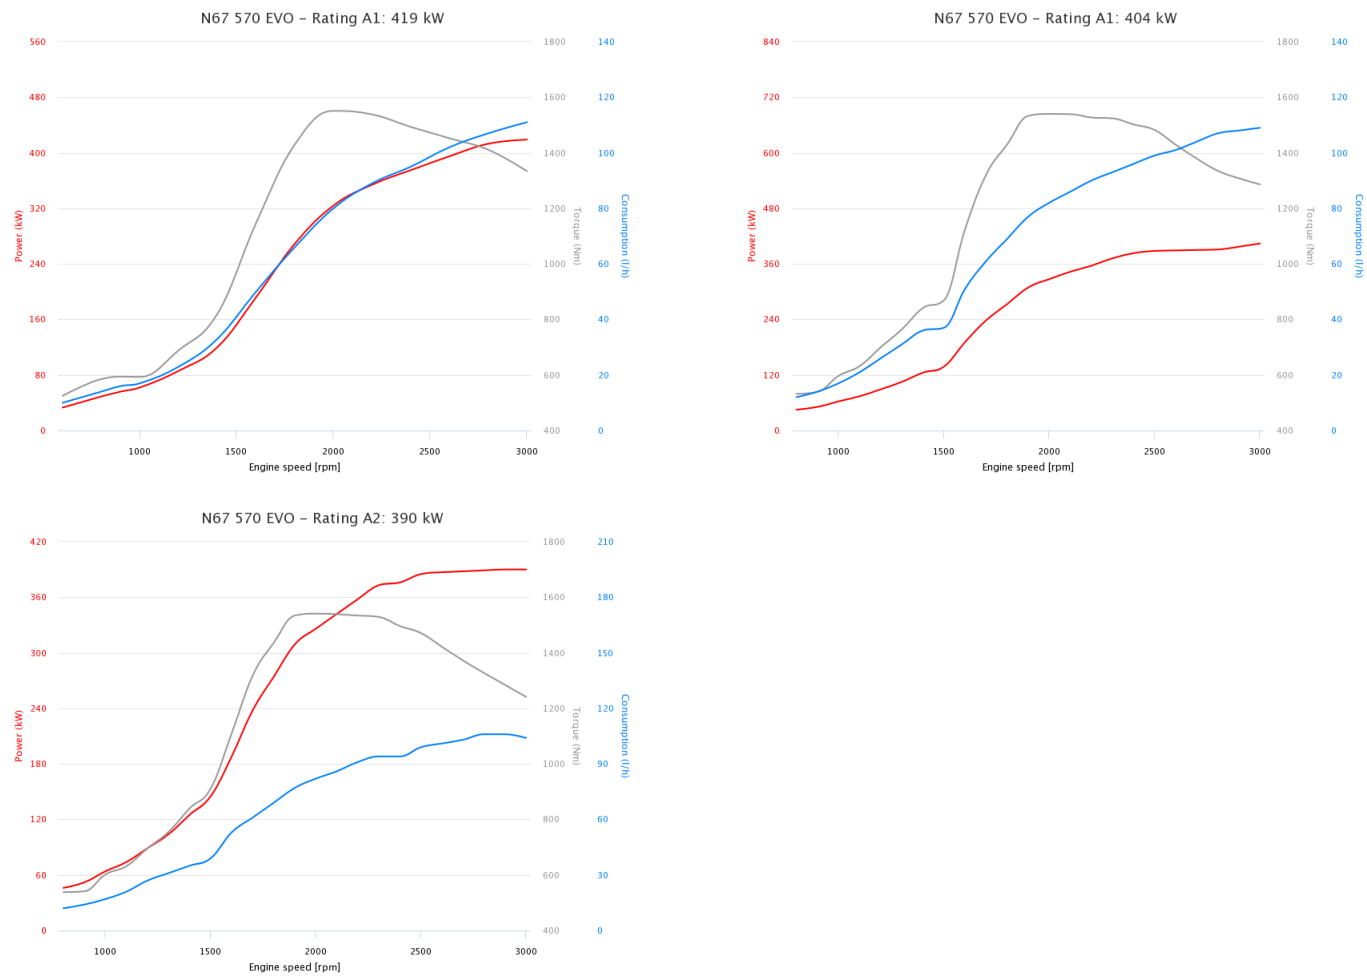 N67 570 EVO – Rating A1: 419 kW
560 1800 140
480 1600 120
400 1400 100
320 1200 80
240 1000 60
160 800 40
80 600 20
0 400 0
Power (kW)
Torque (Nm)
Consumption (l/h)
1000 1500 2000 2500 3000
Engine speed [rpm]
N67 570 EVO – Rating A1: 404 kW
840 1800 140
720 1600 120
600 1400 100
480 1200 80
360 1000 60
240 800 40
120 600 20
0 400 0
Power (kW)
Torque (Nm)
Consumption (l/h)
1000 1500 2000 2500 3000
Engine speed [rpm]
N67 570 EVO – Rating A2: 390 kW
420 1800 210
360 1600 180
300 1400 150
240 1200 120
180 1000 90
120 800 60
60 600 30
0 400 0
Power (kW)
Torque (Nm)
Consumption (l/h)
1000 1500 2000 2500 3000
Engine speed [rpm]